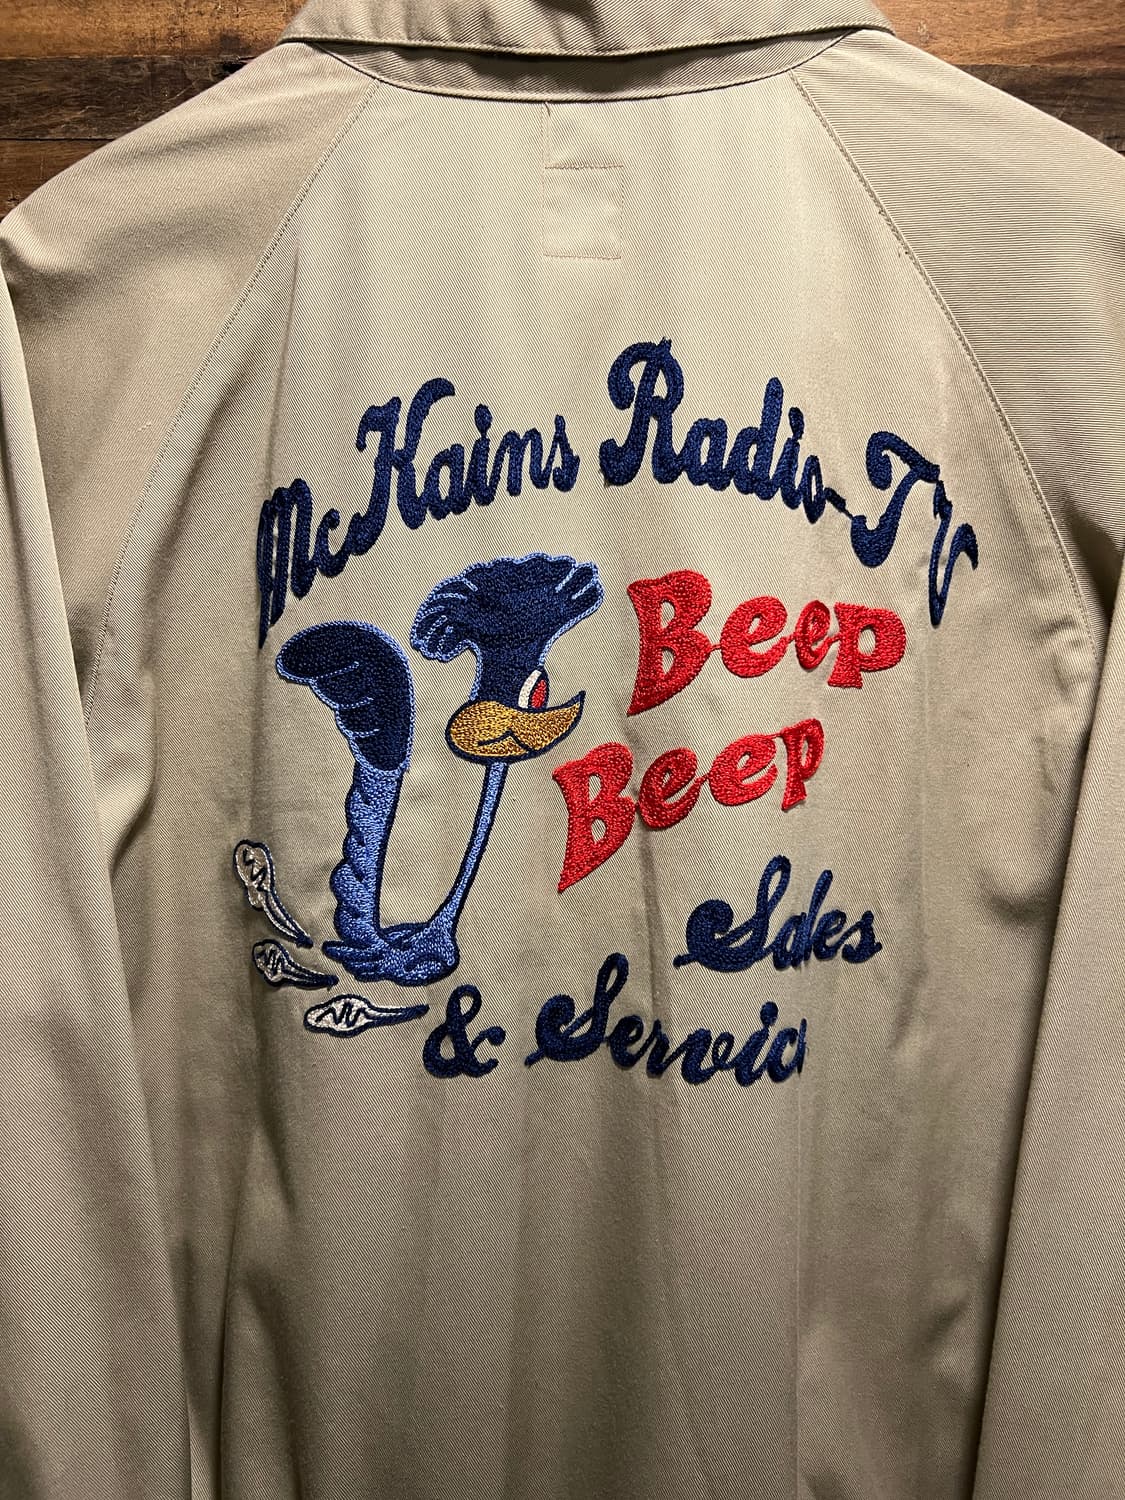 McKains Radio-TV
Beep
Beep
Sales
& Service